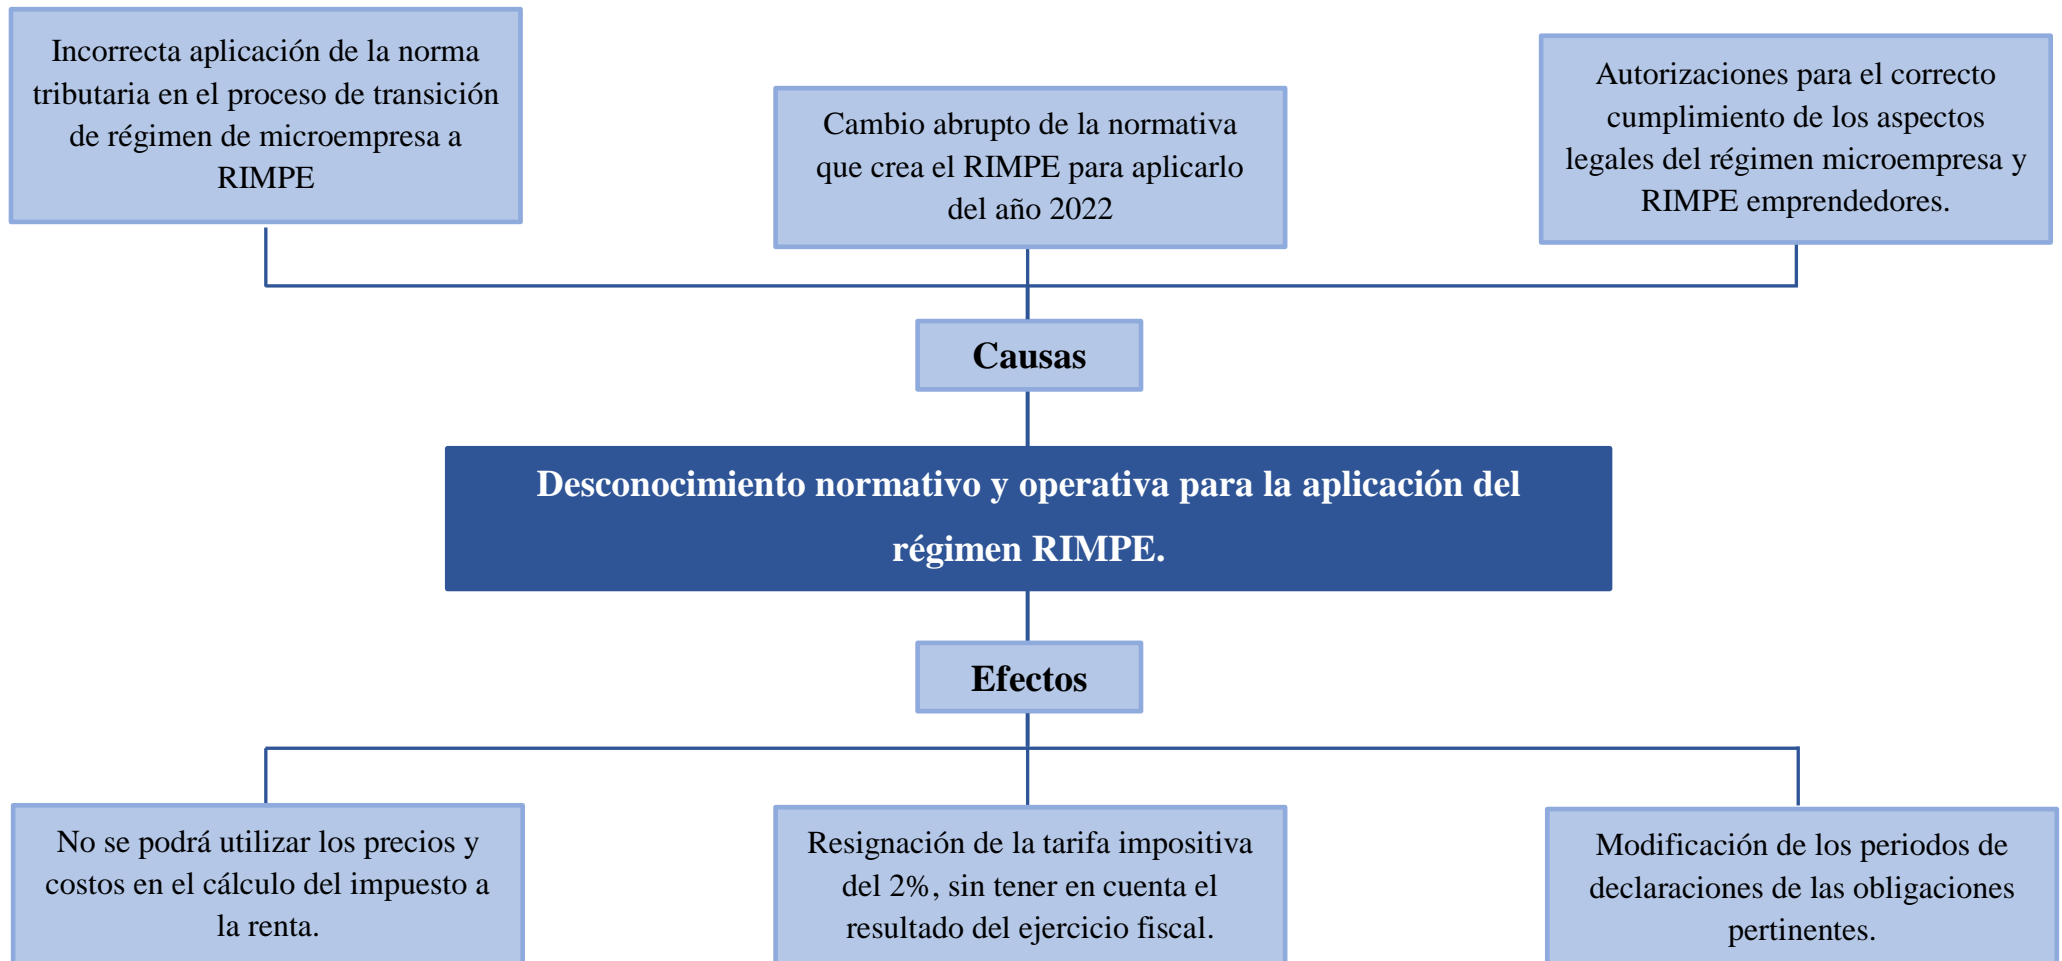 Incorrecta aplicación de la norma
tributaria en el proceso de transición
de régimen de microempresa a
RIMPE
Cambio abrupto de la normativa
que crea el RIMPE para aplicarlo
del año 2022
Autorizaciones para el correcto
cumplimiento de los aspectos
legales del régimen microempresa y
RIMPE emprendedores.
Causas
Desconocimiento normativo y operativa para la aplicación del
régimen RIMPE.
Efectos
No se podrá utilizar los precios y
costos en el cálculo del impuesto a
la renta.
Resignación de la tarifa impositiva
del 2%, sin tener en cuenta el
resultado del ejercicio fiscal.
Modificación de los periodos de
declaraciones de las obligaciones
pertinentes.